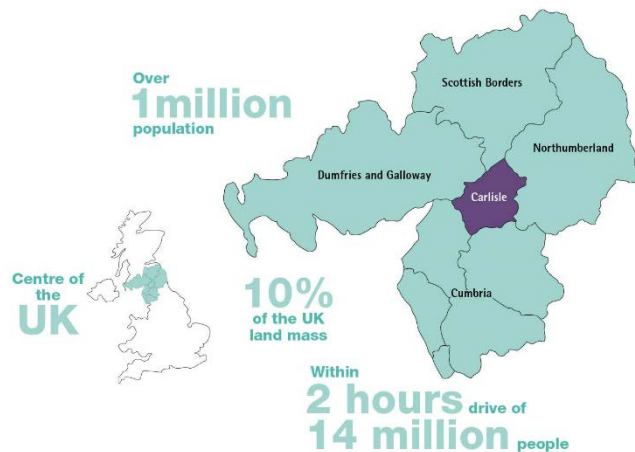 Over
1million
population
Scottish Borders
Northumberland
Dumfries and Galloway
Carlisle
Centre of
the
UK
10%
of the UK
land mass
Cumbria
Within
2 hours drive of
14 million people